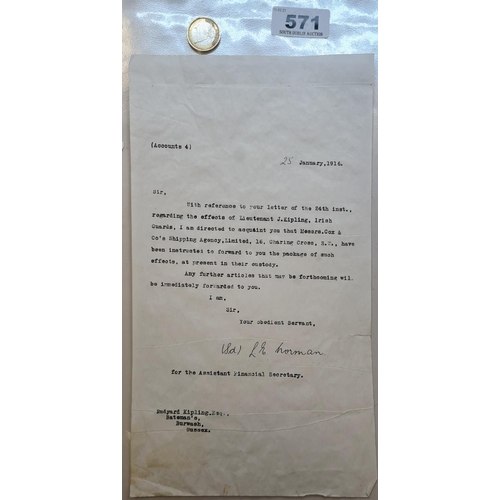 571
SOUTH DUBLIN AUCTION
(Accounts 4)
25 January,1916.
Sir,
With reference to your letter of the 24th inst.,
regarding the effects of Lieutenant J.Kipling, Irish
Guards, I am directed to acquaint you that Messrs.Cox &
Co's Shipping Agency,Limited, 16, Charing Cross, S.W., have
been instructed to forward to you the package of such
effects, at present in their custody.
Any further articles that may be forthcoming will
be immediately forwarded to you.
I am,
Sir,
Your Obedient Servant,
(Sd) L E Norman
for the Assistant Financial Secretary.
Rudyard Kipling,Esq.,
Bateman's,
Burwash,
Sussex.